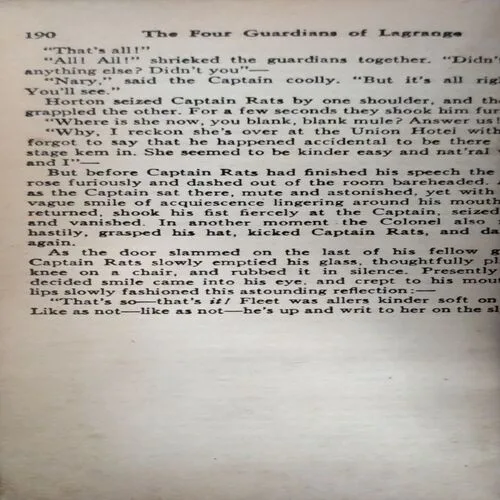 190 The Four Guardians of Lagrange
"That's all!"
"All! All!" shrieked the guardians together. "Didn'
anything else? Didn't you"—
"Nary," said the Captain coolly. "But it's all rig
You'll see."
Horton seized Captain Rats by one shoulder, and the
grappled the other. For a few seconds they shook him fur
"Where is she now, you blank, blank mule? Answer us!
"Why, I reckon she's over at the Union Hotel with
forgot to say that he happened accidental to be there
stage kem in. She seemed to be kinder easy and nat'ral
and I"—
But before Captain Rats had finished his speech the
rose furiously and dashed out of the room bareheaded.
as the Captain sat there, mute and astonished, yet with
vague smile of acquiescence lingering around his mouth
returned, shook his fist fiercely at the Captain, seized
and vanished. In another moment the Colonel also
hastily, grasped his hat, kicked Captain Rats, and da
again.
As the door slammed on the last of his fellow g
Captain Rats slowly emptied his glass, thoughtfully pl
knee on a chair, and rubbed it in silence. Presently
decided smile came into his eye, and crept to his mou
lips slowly fashioned this astounding reflection:—
"That's so—that's it! Fleet was allers kinder soft on
Like as not—like as not—he's up and writ to her on the sl